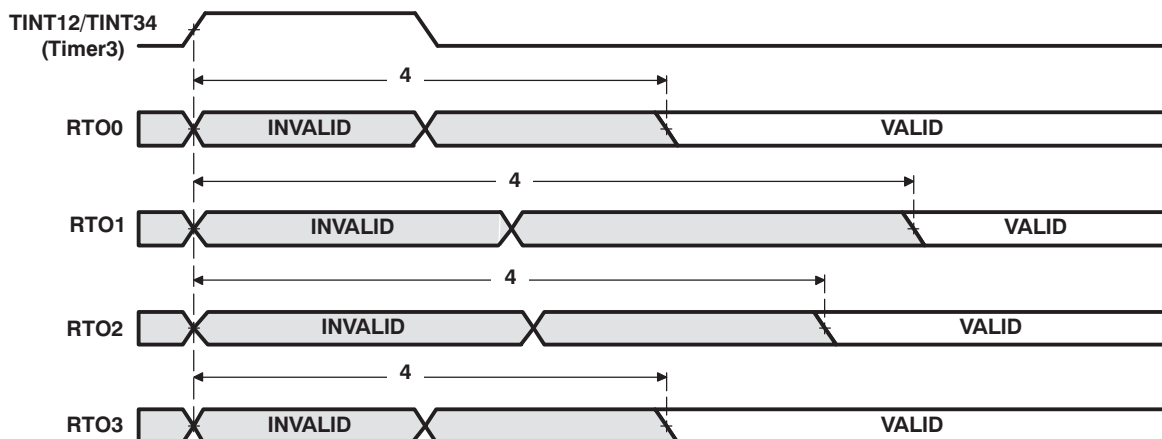 TINT12/TINT34
(Timer3)
4
RTO0 INVALID VALID
4
RTO1 INVALID VALID
4
RTO2 INVALID VALID
4
RTO3 INVALID VALID